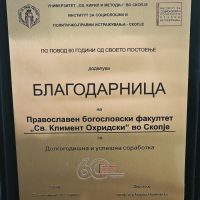 УНИВЕРЗИТЕТ „СВ. КИРИЛ И МЕТОДИЈ“ ВО СКОПЈЕ
ИНСТИТУТ ЗА СОЦИОЛОШКИ И
ПОЛИТИЧКО-ПРАВНИ ИСТРАЖУВАЊА - СКОПЈЕ
ПО ПОВОД 60 ГОДИНИ ОД СВОЕТО ПОСТОЕЊЕ
доделува
БЛАГОДАРНИЦА
на
Православен богословски факултет
„Св. Климент Охридски“ во Скопје
за
Долгогодишна и успешна соработка
60